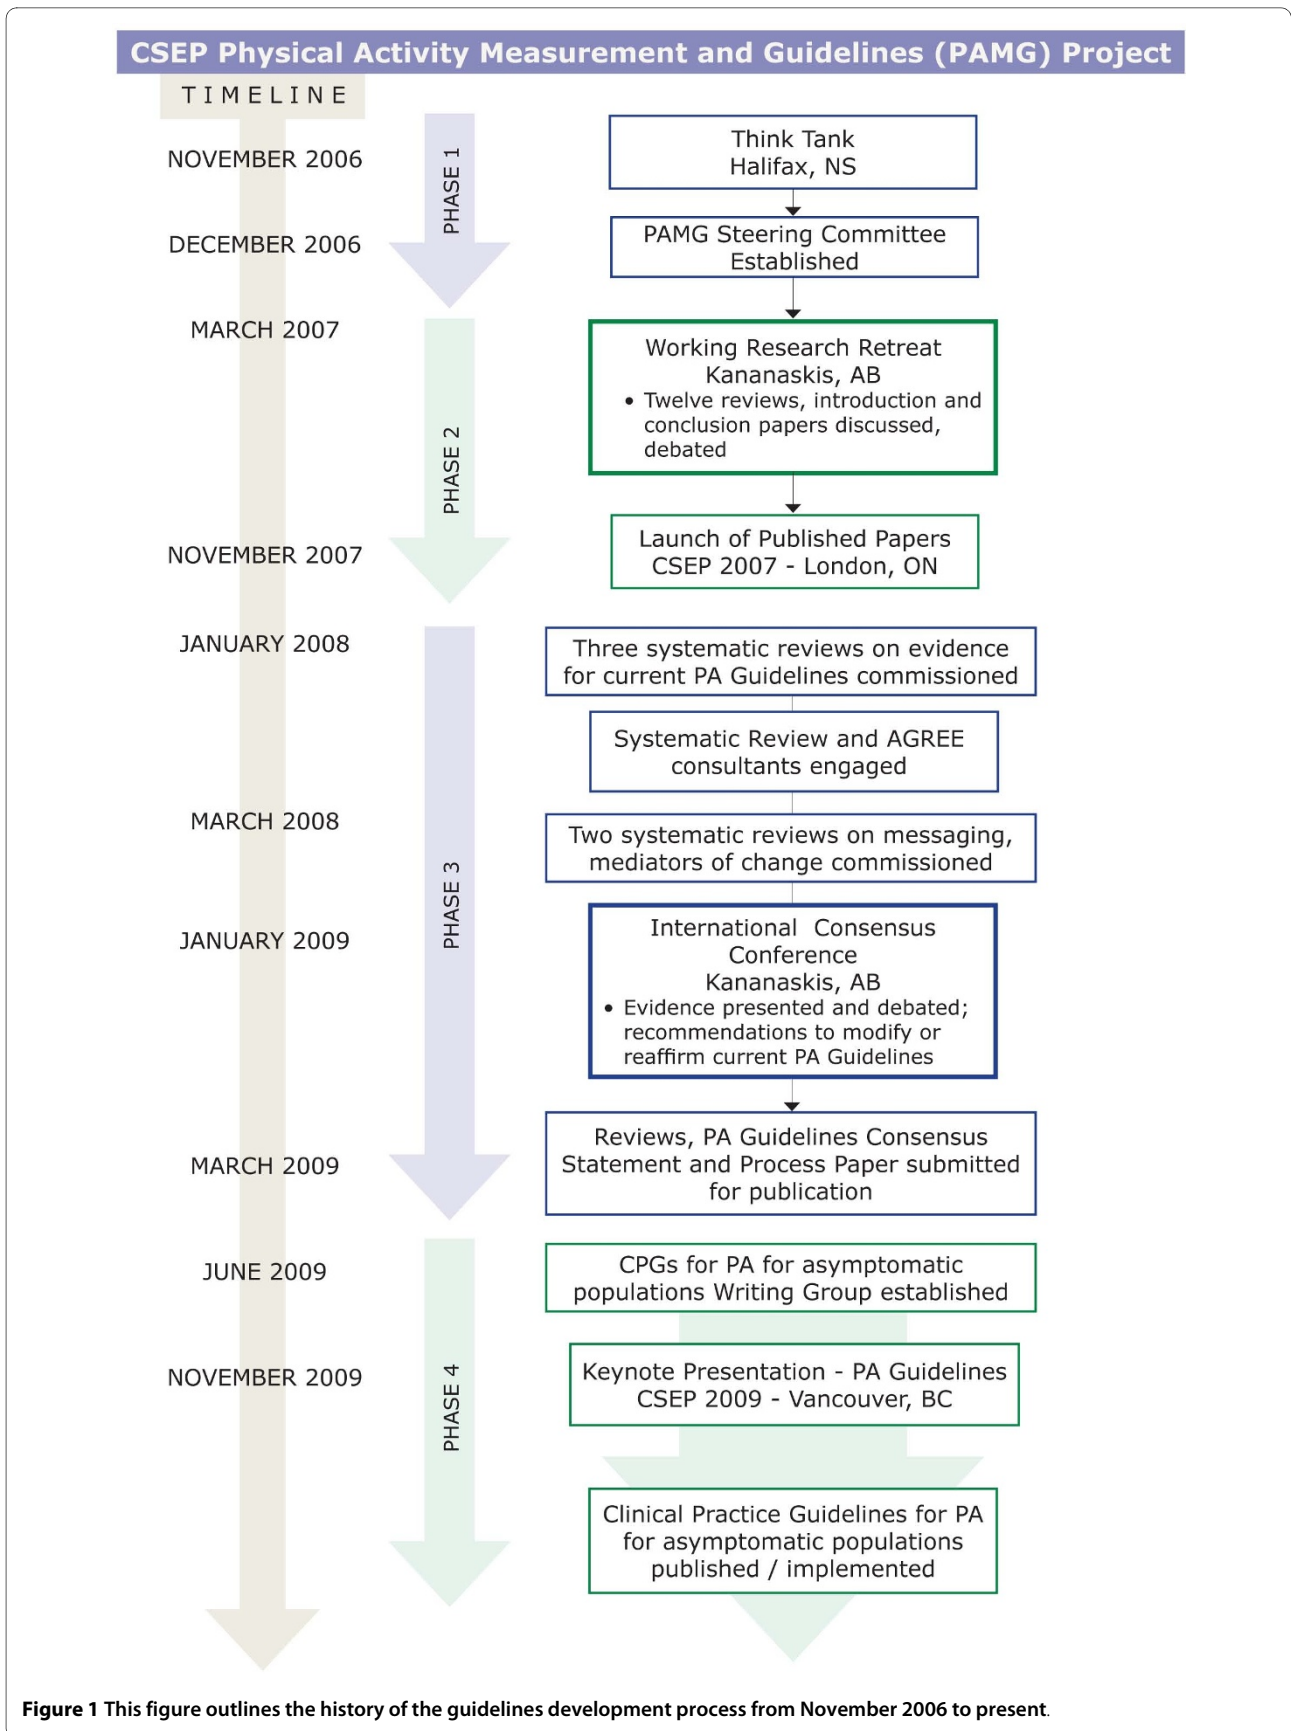 CSEP Physical Activity Measurement and Guidelines (PAMG) Project
TIMELINE
NOVEMBER 2006
PHASE 1
Think Tank
Halifax, NS
DECEMBER 2006
PAMG Steering Committee
Established
MARCH 2007
PHASE 2
Working Research Retreat
Kananaskis, AB
• Twelve reviews, introduction and
conclusion papers discussed,
debated
NOVEMBER 2007
Launch of Published Papers
CSEP 2007 - London, ON
JANUARY 2008
PHASE 3
Three systematic reviews on evidence
for current PA Guidelines commissioned
Systematic Review and AGREE
consultants engaged
MARCH 2008
Two systematic reviews on messaging,
mediators of change commissioned
JANUARY 2009
International Consensus
Conference
Kananaskis, AB
• Evidence presented and debated;
recommendations to modify or
reaffirm current PA Guidelines
MARCH 2009
Reviews, PA Guidelines Consensus
Statement and Process Paper submitted
for publication
JUNE 2009
PHASE 4
CPGs for PA for asymptomatic
populations Writing Group established
NOVEMBER 2009
Keynote Presentation - PA Guidelines
CSEP 2009 - Vancouver, BC
Clinical Practice Guidelines for PA
for asymptomatic populations
published / implemented
Figure 1 This figure outlines the history of the guidelines development process from November 2006 to present.